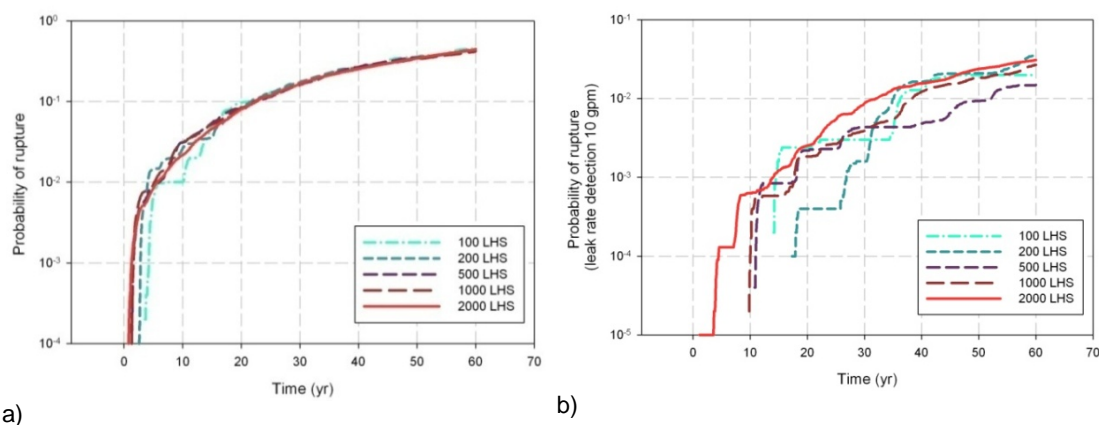 10⁰
10⁻¹
10⁻²
10⁻³
10⁻⁴
Probability of rupture
0 10 20 30 40 50 60 70
Time (yr)
100 LHS
200 LHS
500 LHS
1000 LHS
2000 LHS
a)
10⁻¹
10⁻²
10⁻³
10⁻⁴
10⁻⁵
Probability of rupture
(leak rate detection 10 gpm)
0 10 20 30 40 50 60 70
Time (yr)
100 LHS
200 LHS
500 LHS
1000 LHS
2000 LHS
b)